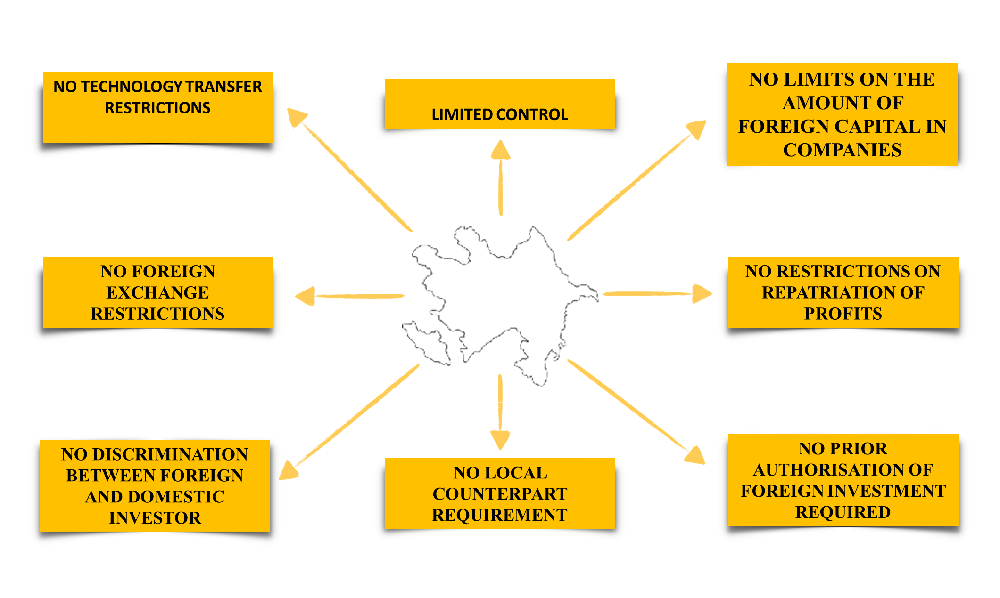 NO TECHNOLOGY TRANSFER
RESTRICTIONS
LIMITED CONTROL
NO LIMITS ON THE
AMOUNT OF
FOREIGN CAPITAL IN
COMPANIES
NO FOREIGN
EXCHANGE
RESTRICTIONS
NO RESTRICTIONS ON
REPATRIATION OF
PROFITS
NO DISCRIMINATION
BETWEEN FOREIGN
AND DOMESTIC
INVESTOR
NO LOCAL
COUNTERPART
REQUIREMENT
NO PRIOR
AUTHORISATION OF
FOREIGN INVESTMENT
REQUIRED